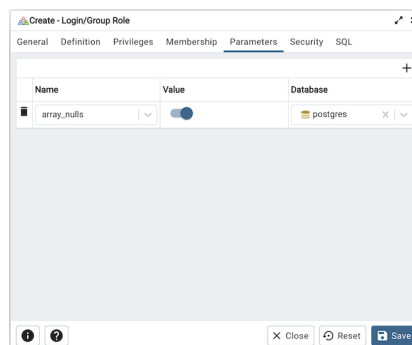 Create - Login/Group Role
General Definition Privileges Membership Parameters Security SQL
Name Value Database
array_nulls postgres
Close Reset Save